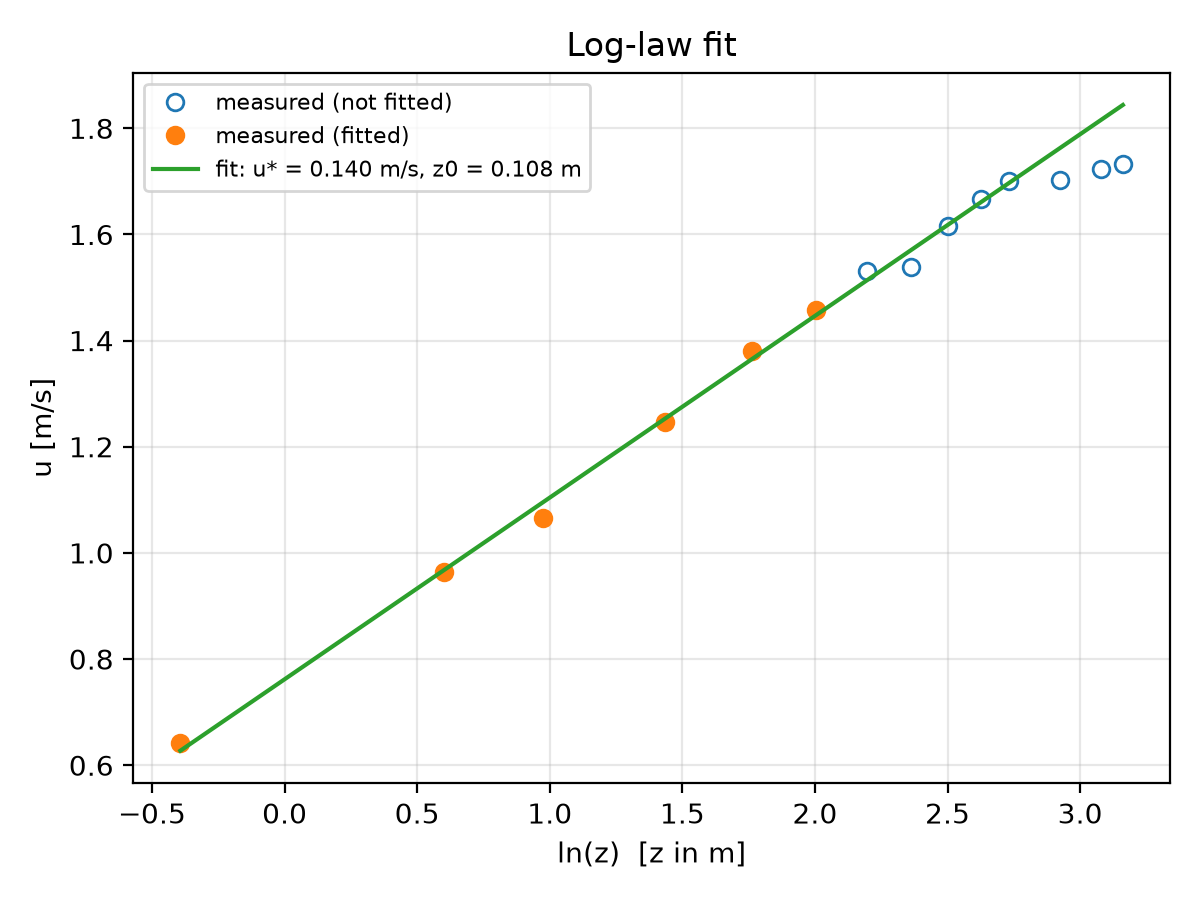 Log-law fit
measured (not fitted)
measured (fitted)
fit: u* = 0.140 m/s, z0 = 0.108 m
u [m/s]
1.8
1.6
1.4
1.2
1.0
0.8
0.6
−0.5 0.0 0.5 1.0 1.5 2.0 2.5 3.0
ln(z) [z in m]